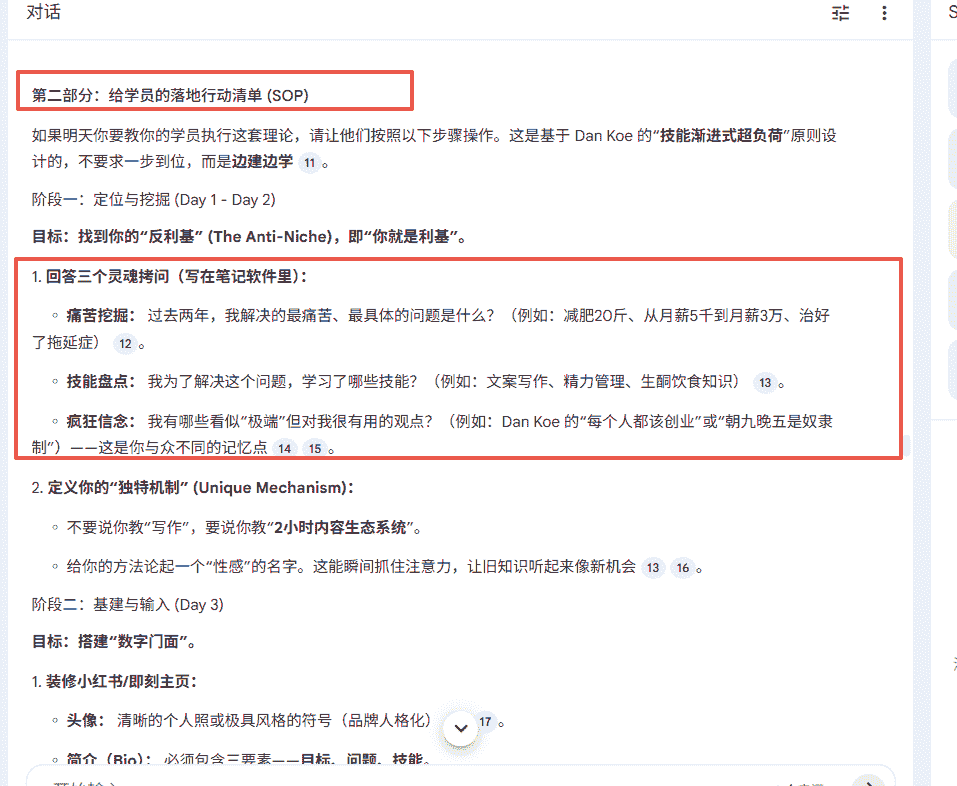 对话
第二部分：给学员的落地行动清单 (SOP)
如果明天你要教你的学员执行这套理论，请让他们按照以下步骤操作。这是基于 Dan Koe 的“技能渐进式超负荷”原则设
计的，不要求一步到位，而是边建边学 11 。
阶段一：定位与挖掘 (Day 1 - Day 2)
目标：找到你的“反利基” (The Anti-Niche)，即“你就是利基”。
1. 回答三个灵魂拷问（写在笔记软件里）：
◦ 痛苦挖掘： 过去两年，我解决的最痛苦、最具体的问题是什么？（例如：减肥20斤、从月薪5千到月薪3万、治好
了拖延症） 12 。
◦ 技能盘点： 我为了解决这个问题，学习了哪些技能？（例如：文案写作、精力管理、生酮饮食知识） 13 。
◦ 疯狂信念： 我有哪些看似“极端”但对我很有用的观点？（例如：Dan Koe 的“每个人都该创业”或“朝九晚五是奴隶
制”）——这是你与众不同的记忆点 14 15 。
2. 定义你的“独特机制” (Unique Mechanism)：
◦ 不要说你教“写作”，要说你教“2小时内容生态系统”。
◦ 给你的方法论起一个“性感”的名字。这能瞬间抓住注意力，让旧知识听起来像新机会 13 16 。
阶段二：基建与输入 (Day 3)
目标：搭建“数字门面”。
1. 装修小红书/即刻主页：
◦ 头像： 清晰的个人照或极具风格的符号（品牌人格化） 17 。
◦ 简介（Bio）： 必须包含三要素——目标、问题、技能。